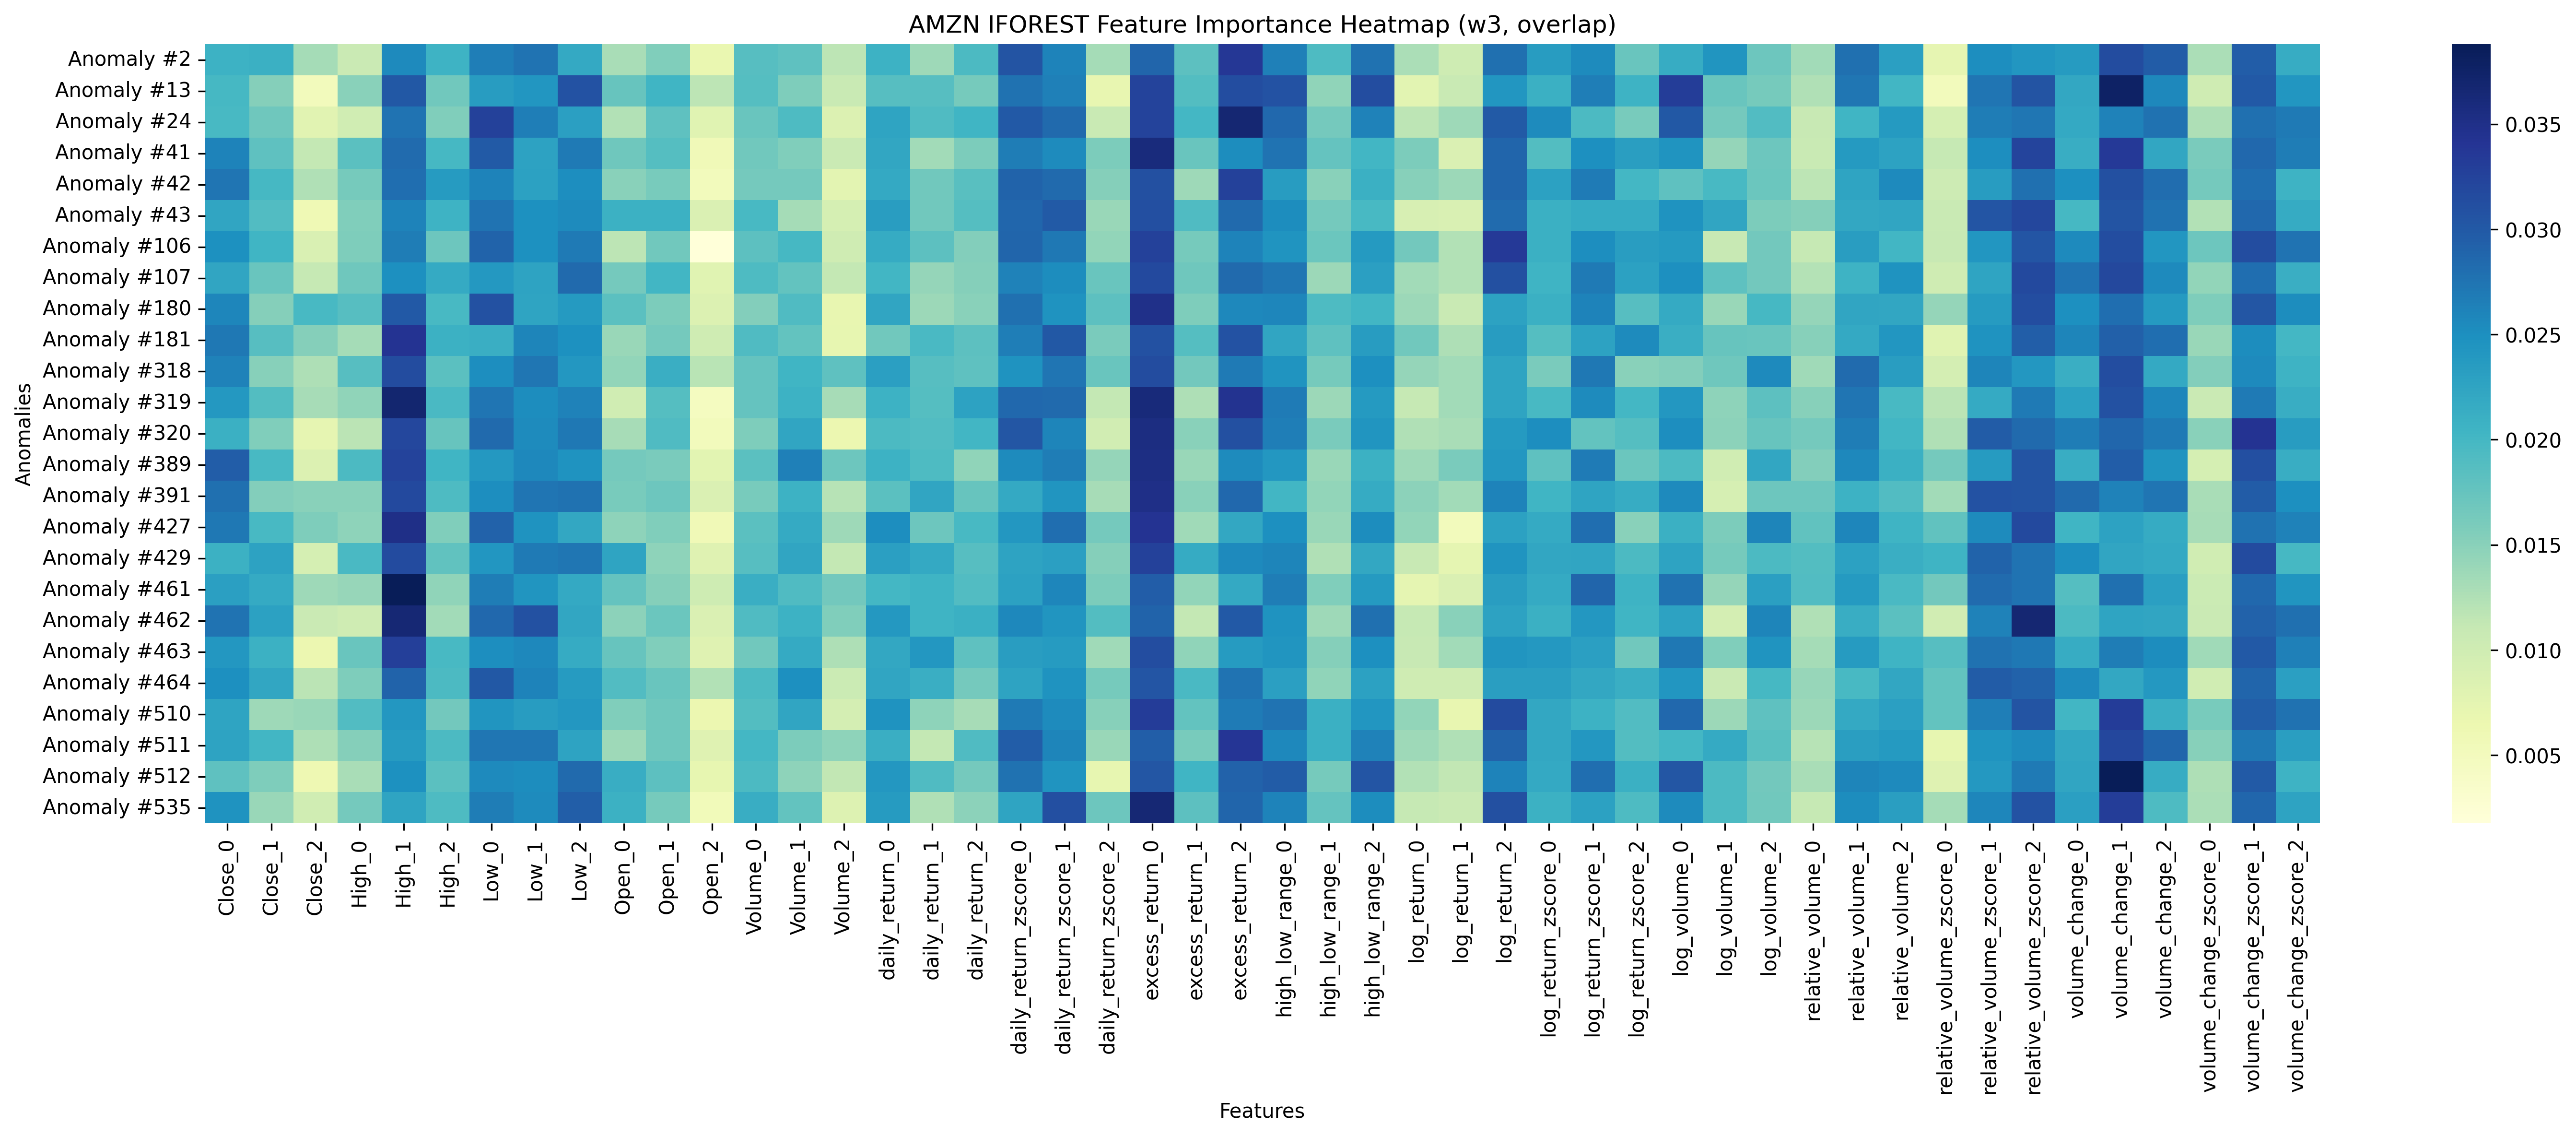 AMZN IFOREST Feature Importance Heatmap (w3, overlap)
Anomalies
Anomaly #2
Anomaly #13
Anomaly #24
Anomaly #41
Anomaly #42
Anomaly #43
Anomaly #106
Anomaly #107
Anomaly #180
Anomaly #181
Anomaly #318
Anomaly #319
Anomaly #320
Anomaly #389
Anomaly #391
Anomaly #427
Anomaly #429
Anomaly #461
Anomaly #462
Anomaly #463
Anomaly #464
Anomaly #510
Anomaly #511
Anomaly #512
Anomaly #535
Close_0
Close_1
Close_2
High_0
High_1
High_2
Low_0
Low_1
Low_2
Open_0
Open_1
Open_2
Volume_0
Volume_1
Volume_2
daily_return_0
daily_return_1
daily_return_2
daily_return_zscore_0
daily_return_zscore_1
daily_return_zscore_2
excess_return_0
excess_return_1
excess_return_2
high_low_range_0
high_low_range_1
high_low_range_2
log_return_0
log_return_1
log_return_2
log_return_zscore_0
log_return_zscore_1
log_return_zscore_2
log_volume_0
log_volume_1
log_volume_2
relative_volume_0
relative_volume_1
relative_volume_2
relative_volume_zscore_0
relative_volume_zscore_1
relative_volume_zscore_2
volume_change_0
volume_change_1
volume_change_2
volume_change_zscore_0
volume_change_zscore_1
volume_change_zscore_2
Features
0.035
0.030
0.025
0.020
0.015
0.010
0.005